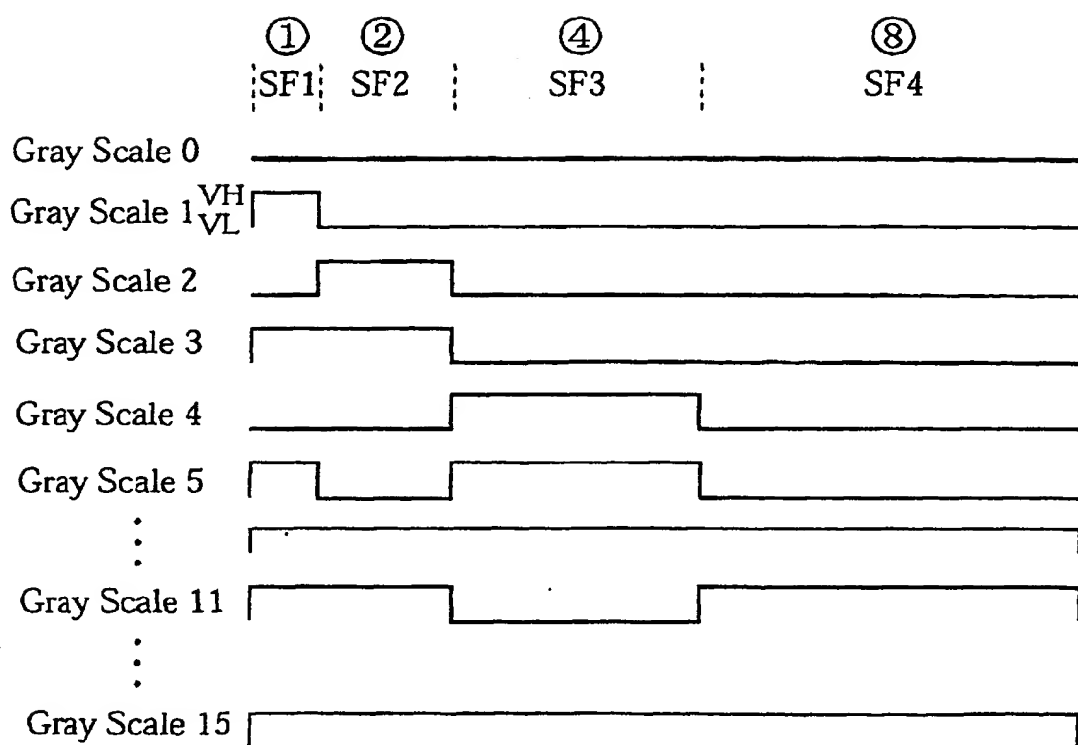 ① ② ④ ⑧
SF1 SF2 SF3 SF4
Gray Scale 0
Gray Scale 1 VH
VL
Gray Scale 2
Gray Scale 3
Gray Scale 4
Gray Scale 5
Gray Scale 11
Gray Scale 15